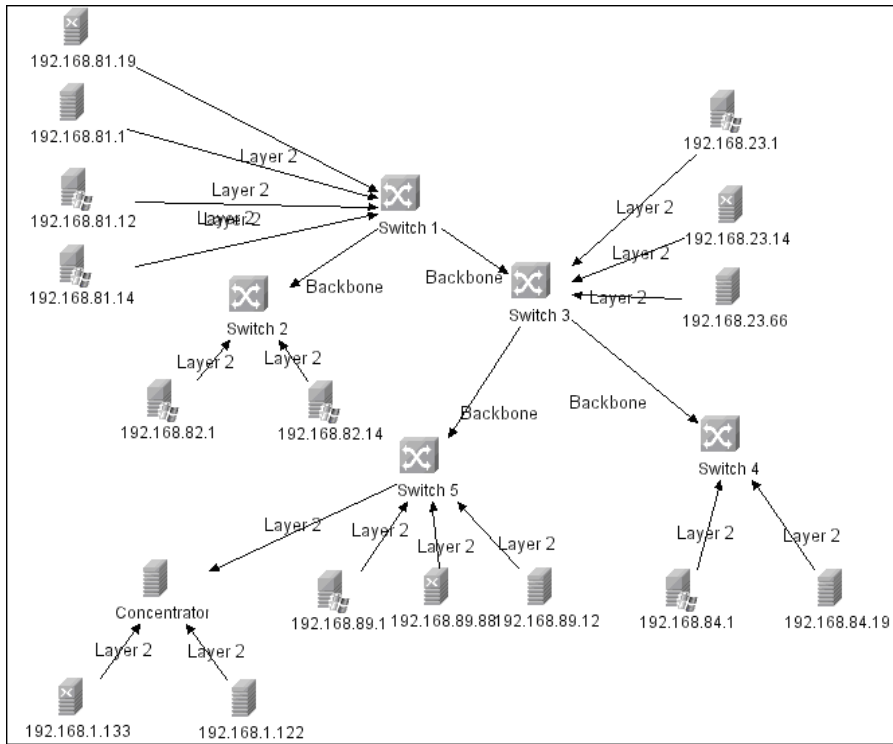 192.168.81.19
192.168.81.1
Layer 2
192.168.81.12
Layer 2
Layer 2
Layer 2
192.168.81.14
Switch 1
Backbone
Backbone
192.168.23.1
Layer 2
192.168.23.14
Layer 2
192.168.23.66
Layer 2
Switch 2
Switch 3
Layer 2
Layer 2
192.168.82.1
192.168.82.14
Backbone
Backbone
Switch 5
Switch 4
Layer 2
Layer 2
Layer 2
Layer 2
Layer 2
Layer 2
Concentrator
192.168.89.1
192.168.89.88
192.168.89.12
192.168.84.1
192.168.84.19
Layer 2
Layer 2
192.168.1.133
192.168.1.122